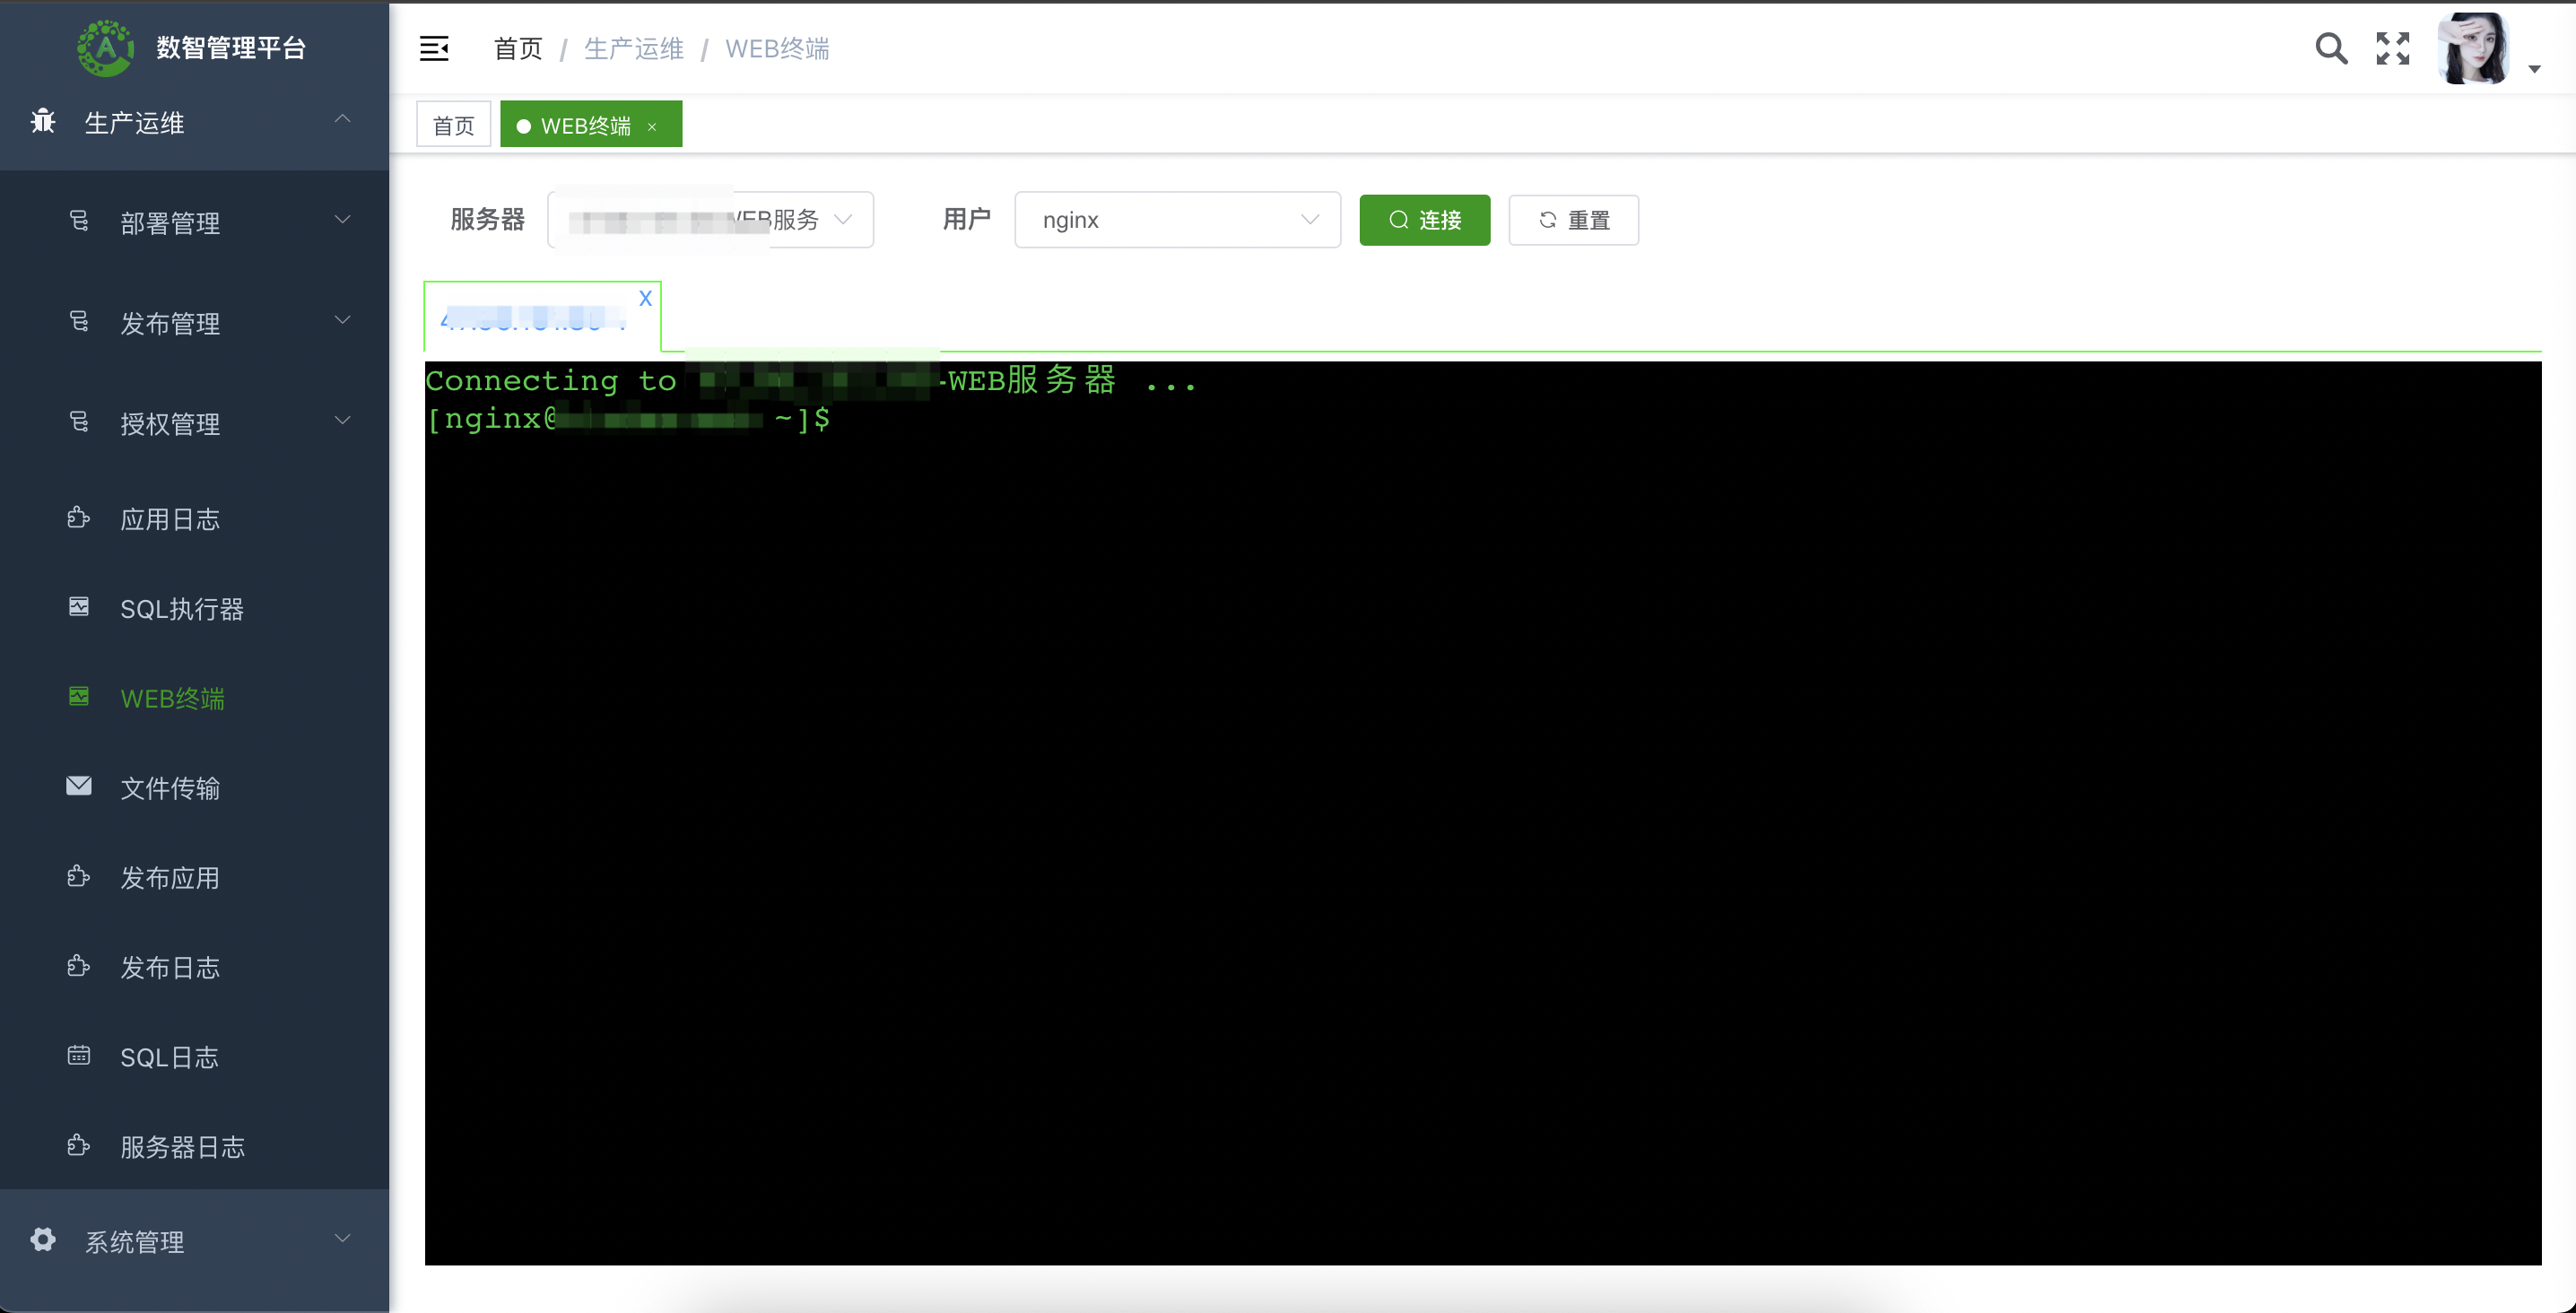 数智管理平台
首页 / 生产运维 / WEB终端
生产运维
首页
WEB终端 ×
部署管理
发布管理
授权管理
应用日志
SQL执行器
WEB终端
文件传输
发布应用
发布日志
SQL日志
服务器日志
系统管理
服务器
WEB服务
用户
nginx
连接
重置
X
Connecting to -WEB服务器 ...
[nginx@ ~]$